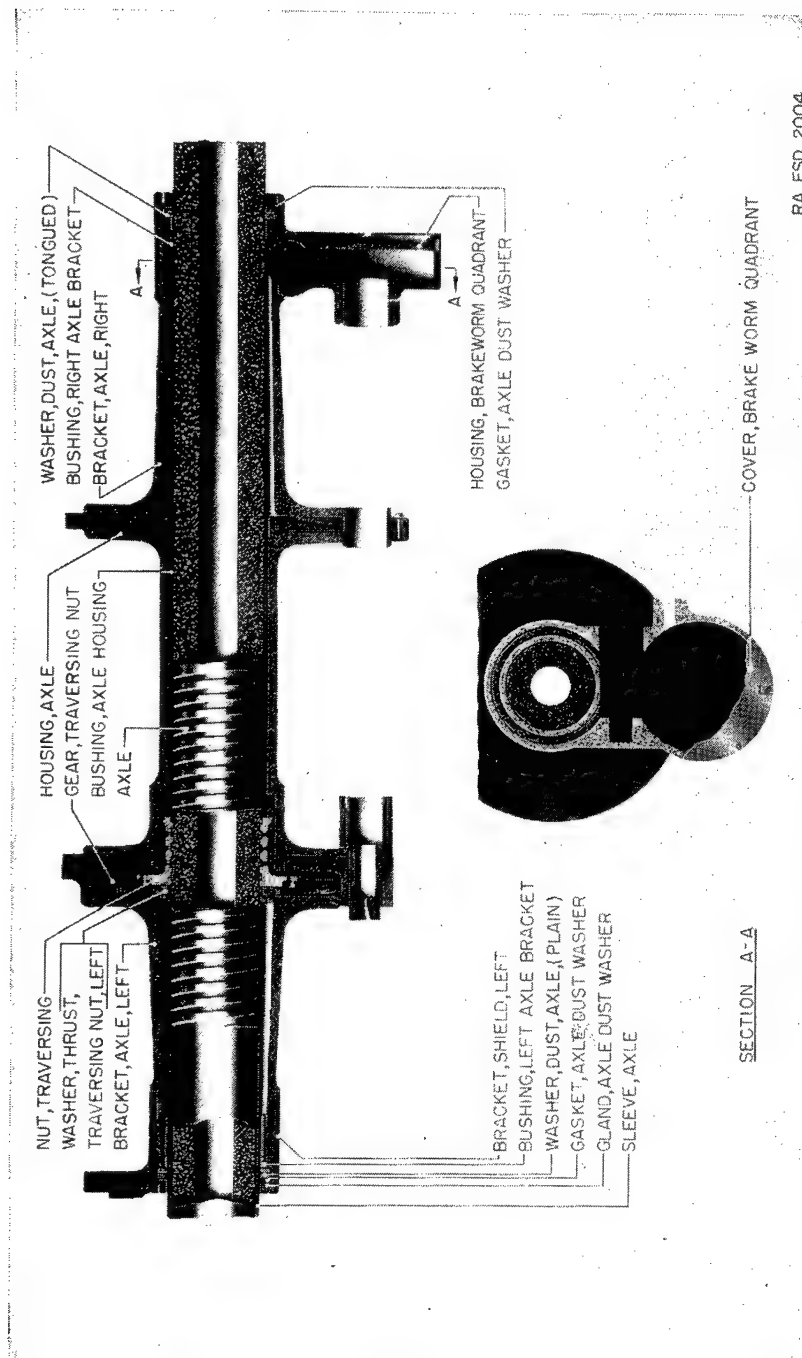 NUT,TRAVERSING
WASHER,THRUST,
TRAVERSING NUT,LEFT
BRACKET,AXLE,LEFT
HOUSING,AXLE
GEAR,TRAVERSING NUT
BUSHING,AXLE HOUSING
AXLE
WASHER,DUST,AXLE,(TONGUED)
BUSHING,RIGHT AXLE BRACKET
BRACKET,AXLE,RIGHT
A
A
BRACKET,SHIELD,LEFT
BUSHING,LEFT AXLE BRACKET
WASHER,DUST,AXLE,(PLAIN)
GASKET,AXLE DUST WASHER
GLAND,AXLE DUST WASHER
SLEEVE,AXLE
HOUSING,BRAKEWORM QUADRANT
GASKET,AXLE DUST WASHER
SECTION A-A
COVER,BRAKE WORM QUADRANT
RA FSD 2004